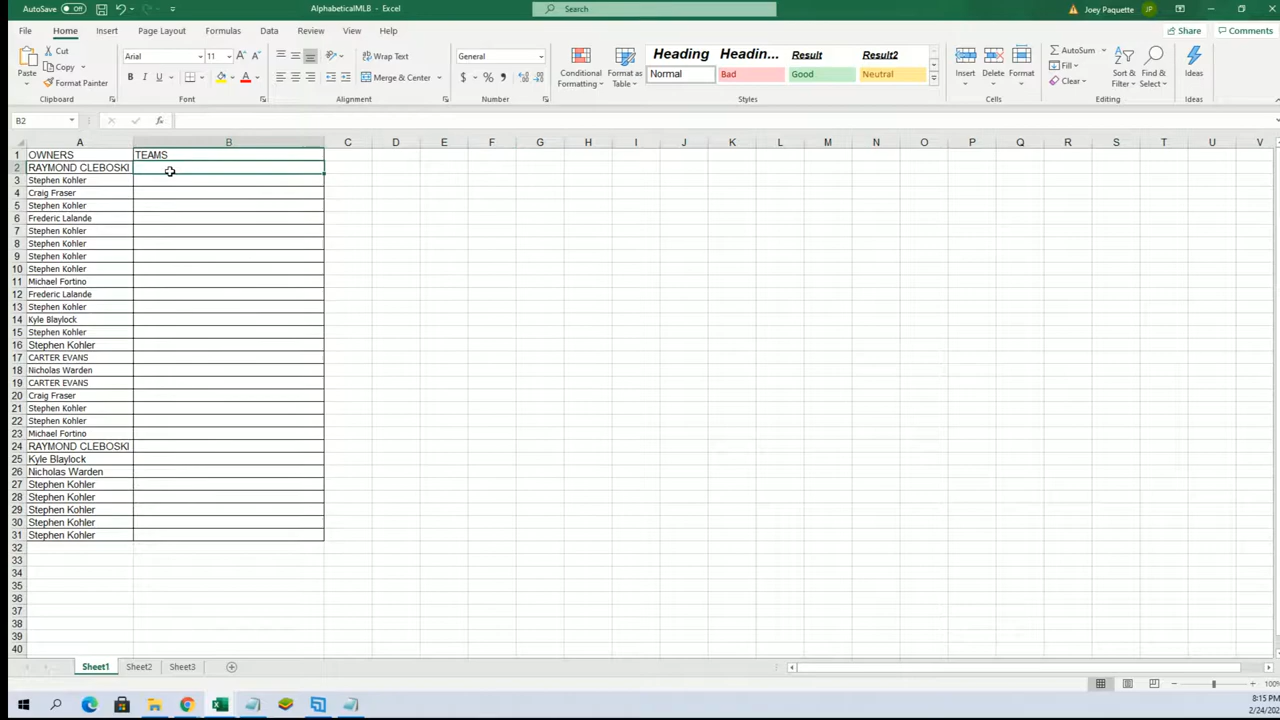 AutoSave Off AlphabeticalMLB - Excel Search Joey Paquette JP
File Home Insert Page Layout Formulas Data Review View Help Share Comments
Paste Cut Copy Format Painter Clipboard
Arial 11 A A B I U A Font
Wrap Text Merge & Center Alignment
General $ % , Number
Conditional Formatting Format as Table
Heading Headin... Result Result2
Normal Bad Good Neutral Styles
Insert Delete Format Cells
AutoSum Fill Clear Sort & Filter Find & Select Editing
Ideas Ideas
B2 fx
A B C D E F G H I J K L M N O P Q R S T U V
1 OWNERS TEAMS
2 RAYMOND CLEBOSKI
3 Stephen Kohler
4 Craig Fraser
5 Stephen Kohler
6 Frederic Lalande
7 Stephen Kohler
8 Stephen Kohler
9 Stephen Kohler
10 Stephen Kohler
11 Michael Fortino
12 Frederic Lalande
13 Stephen Kohler
14 Kyle Blaylock
15 Stephen Kohler
16 Stephen Kohler
17 CARTER EVANS
18 Nicholas Warden
19 CARTER EVANS
20 Craig Fraser
21 Stephen Kohler
22 Stephen Kohler
23 Michael Fortino
24 RAYMOND CLEBOSKI
25 Kyle Blaylock
26 Nicholas Warden
27 Stephen Kohler
28 Stephen Kohler
29 Stephen Kohler
30 Stephen Kohler
31 Stephen Kohler
32
33
34
35
36
37
38
39
40
Sheet1 Sheet2 Sheet3
100%
8:15 PM
2/24/202